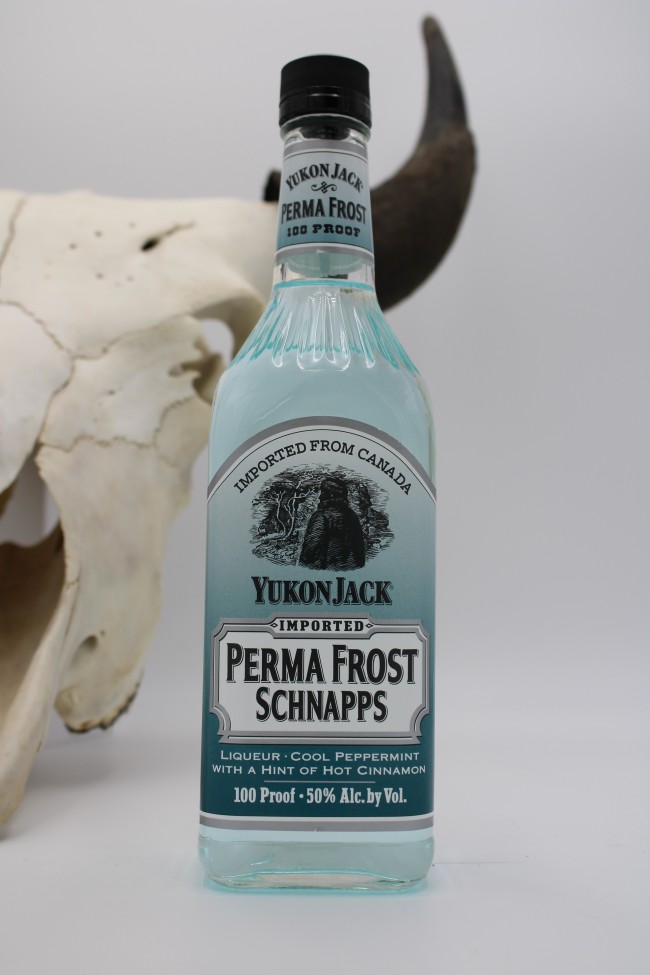 YUKON JACK
PERMA FROST
100 PROOF
IMPORTED FROM CANADA
YUKON JACK
IMPORTED
PERMA FROST
SCHNAPPS
LIQUEUR · COOL PEPPERMINT
WITH A HINT OF HOT CINNAMON
100 Proof · 50% Alc. by Vol.